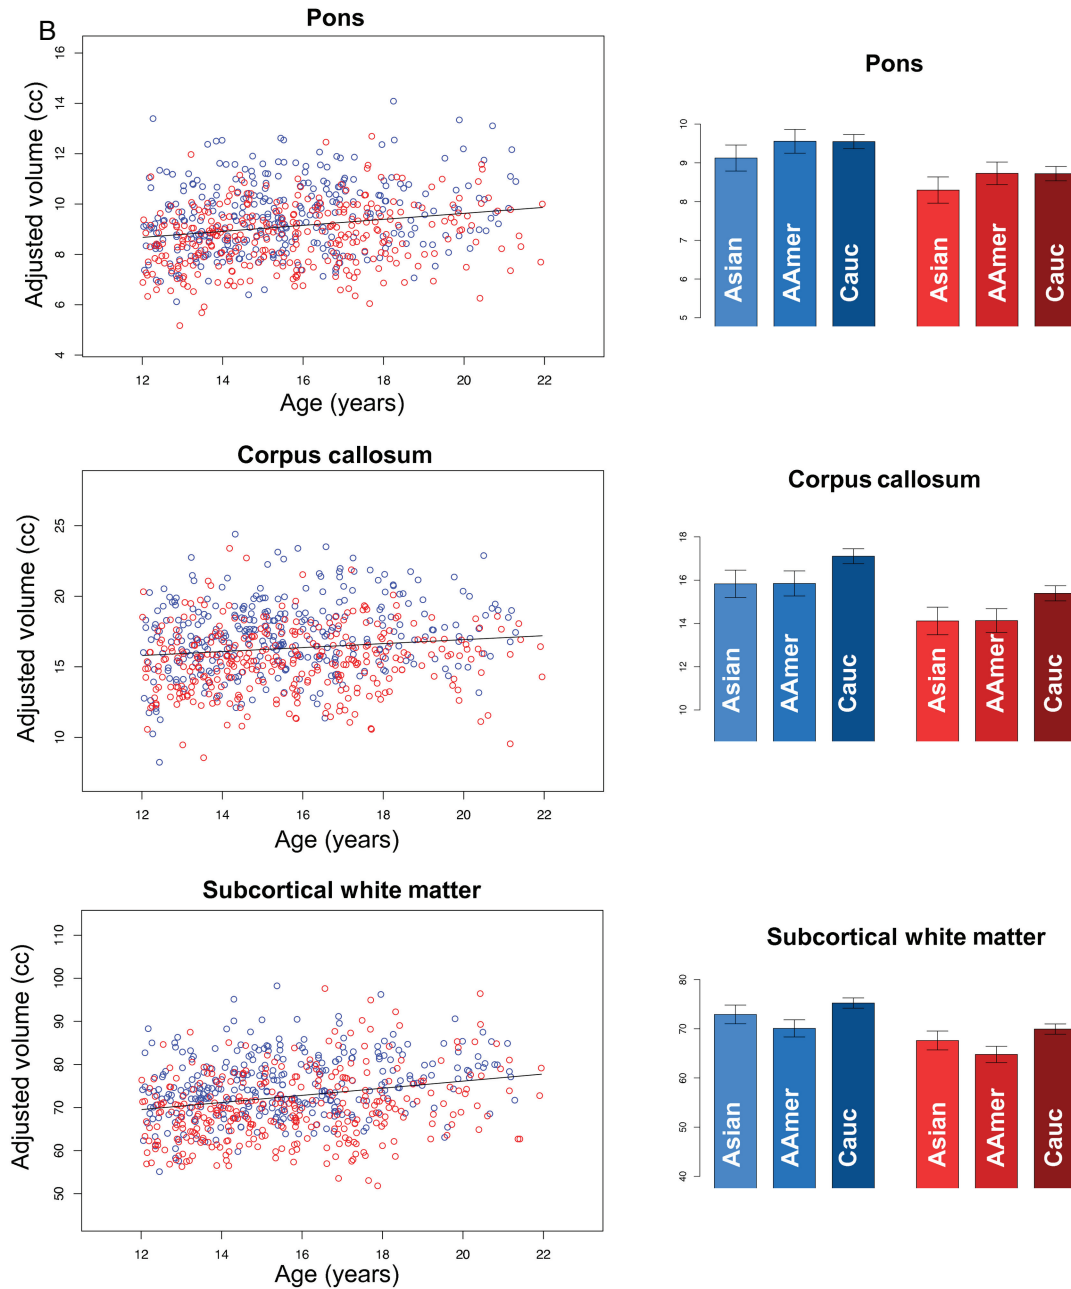 B
Pons
Adjusted volume (cc)
16
14
12
10
8
6
4
12 14 16 18 20 22
Age (years)
Pons
10
9
8
7
6
5
Asian AAmer Cauc Asian AAmer Cauc
Corpus callosum
Adjusted volume (cc)
25
20
15
10
12 14 16 18 20 22
Age (years)
Corpus callosum
18
16
14
12
10
Asian AAmer Cauc Asian AAmer Cauc
Subcortical white matter
Adjusted volume (cc)
110
100
90
80
70
60
50
12 14 16 18 20 22
Age (years)
Subcortical white matter
80
70
60
50
40
Asian AAmer Cauc Asian AAmer Cauc